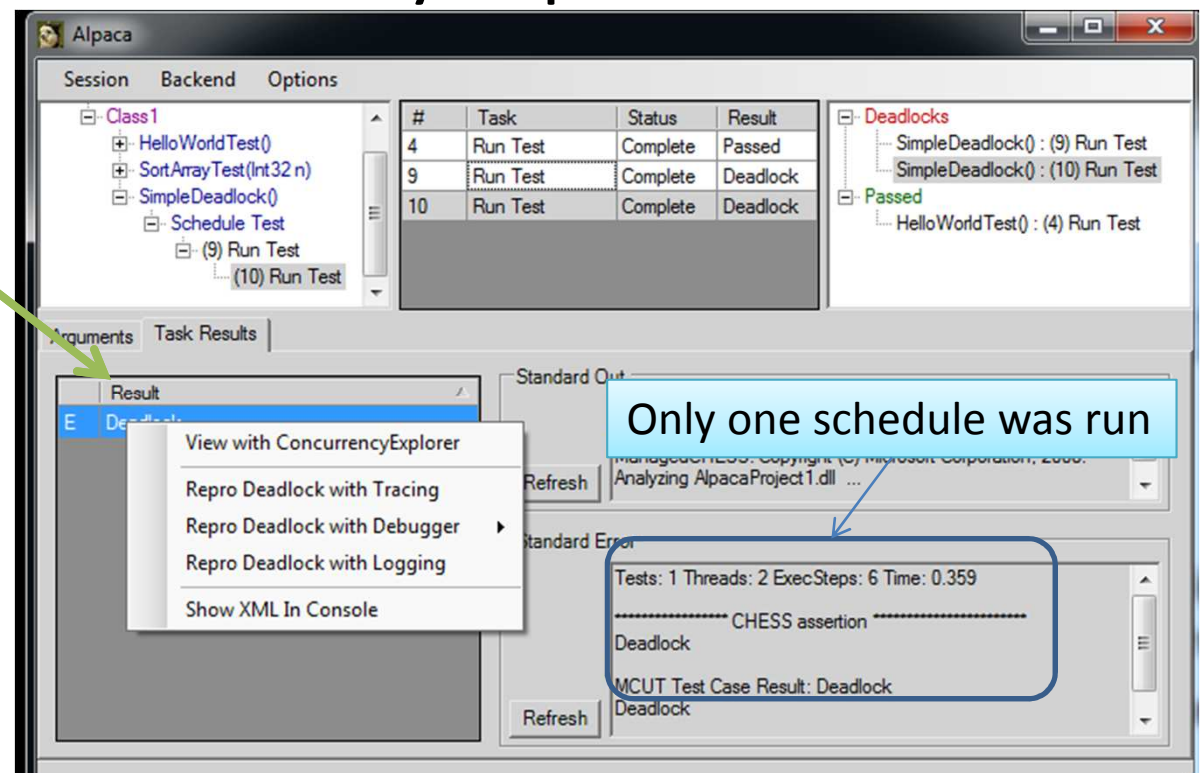 Alpaca
Session Backend Options
Class1
HelloWorldTest()
SortArrayTest(Int32 n)
SimpleDeadlock()
Schedule Test
(9) Run Test
(10) Run Test
# Task Status Result
4 Run Test Complete Passed
9 Run Test Complete Deadlock
10 Run Test Complete Deadlock
Deadlocks
SimpleDeadlock() : (9) Run Test
SimpleDeadlock() : (10) Run Test
Passed
HelloWorldTest() : (4) Run Test
Arguments Task Results
Result
E Deadlock
View with ConcurrencyExplorer
Repro Deadlock with Tracing
Repro Deadlock with Debugger
Repro Deadlock with Logging
Show XML In Console
Standard Out
Only one schedule was run
ManagedCHESS. Copyright (C) Microsoft Corporation,
Analyzing AlpacaProject1.dll ...
Refresh
Standard Error
Tests: 1 Threads: 2 ExecSteps: 6 Time: 0.359
***************** CHESS assertion ***********************
Deadlock
MCUT Test Case Result: Deadlock
Deadlock
Refresh